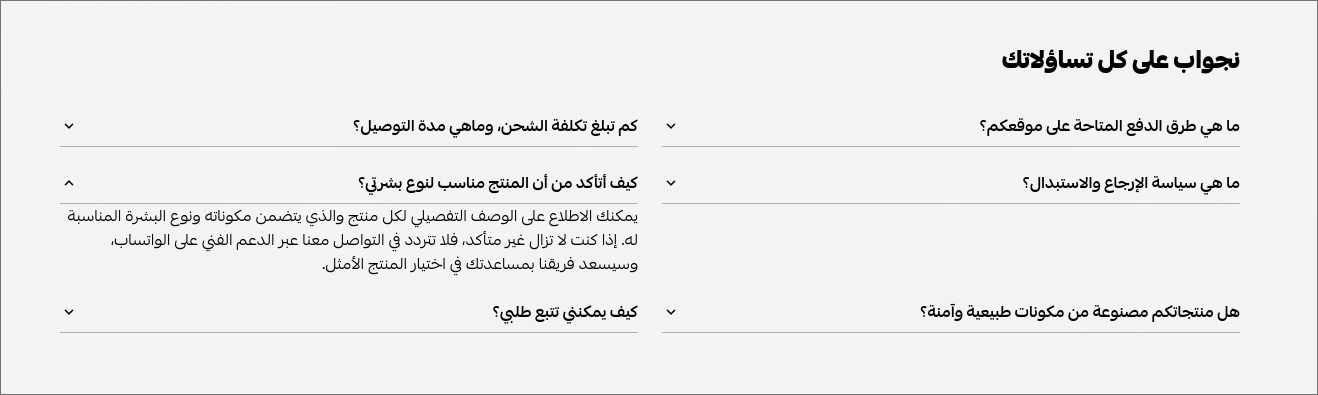 نجواب على كل تساؤلاتك
ما هي طرق الدفع المتاحة على موقعكم؟
كم تبلغ تكلفة الشحن، وماهي مدة التوصيل؟
ما هي سياسة الإرجاع والاستبدال؟
كيف أتأكد من أن المنتج مناسب لنوع بشرتي؟
يمكنك الاطلاع على الوصف التفصيلي لكل منتج والذي يتضمن مكوناته ونوع البشرة المناسبة
له. إذا كنت لا تزال غير متأكد، فلا تتردد في التواصل معنا عبر الدعم الفني على الواتساب،
وسيسعد فريقنا بمساعدتك في اختيار المنتج الأمثل.
هل منتجاتكم مصنوعة من مكونات طبيعية وآمنة؟
كيف يمكنني تتبع طلبي؟